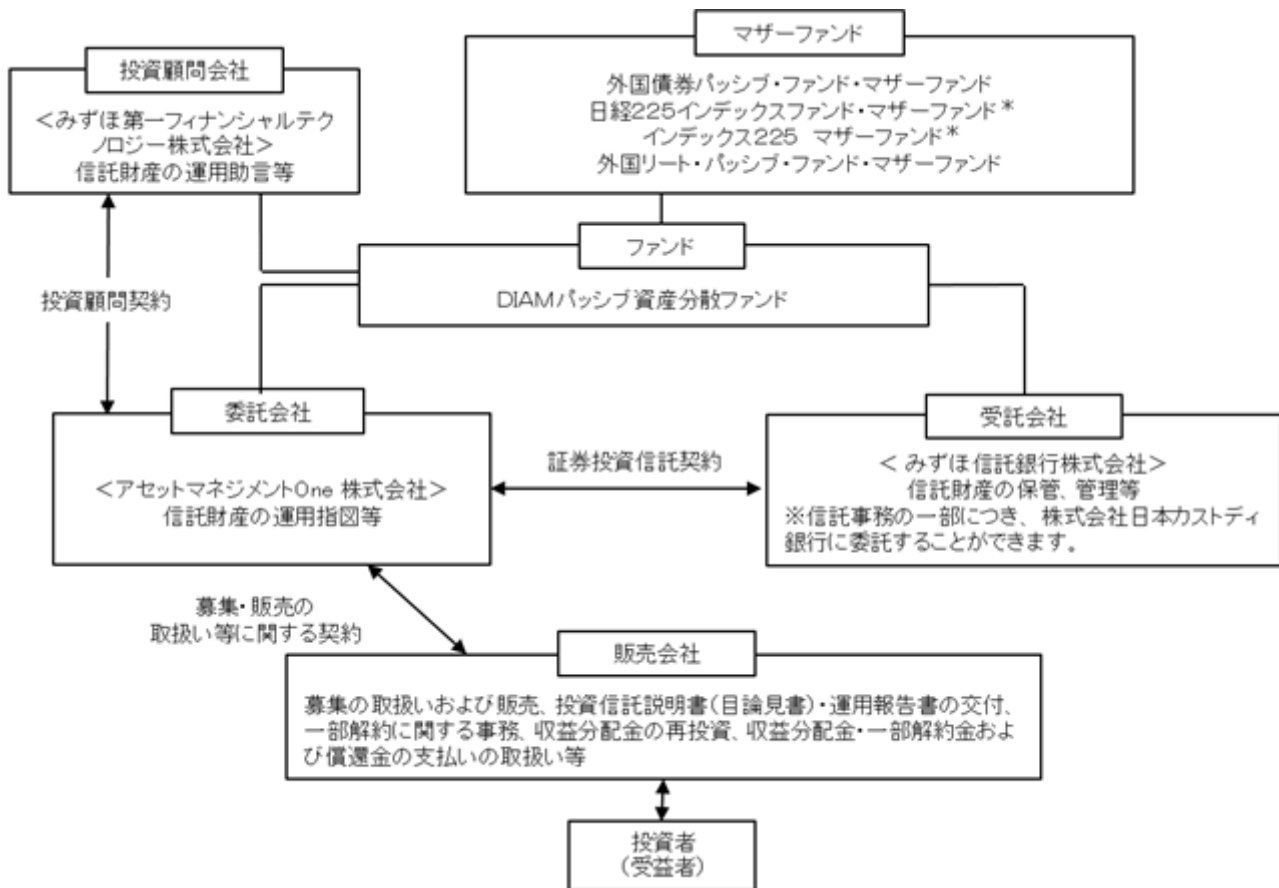 マザーファンド
外国債券パッシブ・ファンド・マザーファンド
日経225インデックスファンド・マザーファンド*
インデックス225 マザーファンド*
外国リート・パッシブ・ファンド・マザーファンド
投資顧問会社
＜みずほ第一フィナンシャルテク
ノロジー株式会社＞
信託財産の運用助言等
ファンド
DIAMパッシブ資産分散ファンド
投資顧問契約
委託会社
＜アセットマネジメントOne 株式会社＞
信託財産の運用指図等
証券投資信託契約
受託会社
＜ みずほ信託銀行株式会社＞
信託財産の保管、管理等
※信託事務の一部につき、株式会社日本カストディ
銀行に委託することができます。
募集・販売の
取扱い等に関する契約
販売会社
募集の取扱いおよび販売、投資信託説明書(目論見書)・運用報告書の交付、
一部解約に関する事務、収益分配金の再投資、収益分配金・一部解約金およ
び償還金の支払いの取扱い等
投資者
(受益者)